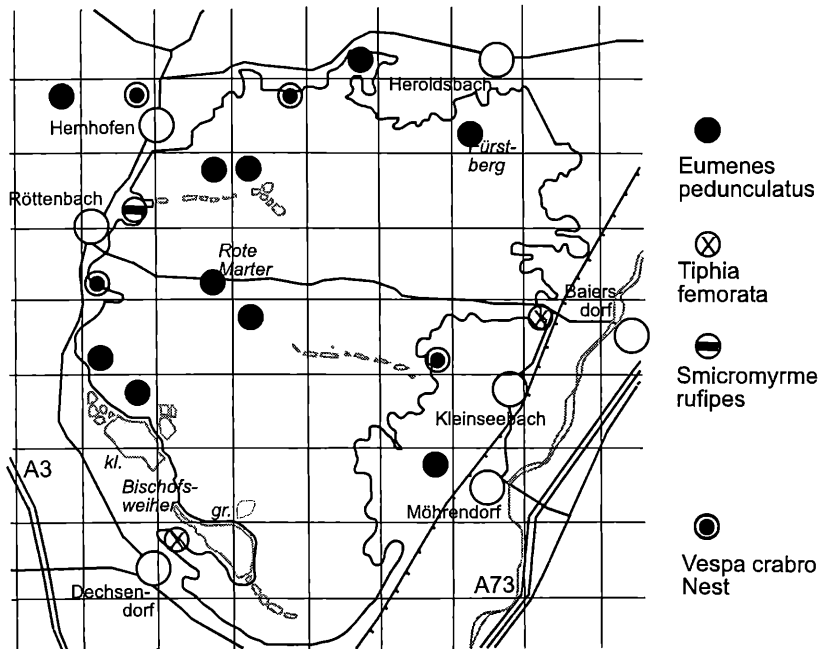 Heroldsbach
Hemhofen
Fürst-
berg
Röttenbach
Rote
Marter
Baiers
dorf
Kleinseebach
kl.
A3
Bischofs-
weiher
gr.
Möhrendorf
Dechsen-
dorf
A73
Eumenes
pedunculatus
Tiphia
femorata
Smicromyrme
rufipes
Vespa crabro
Nest